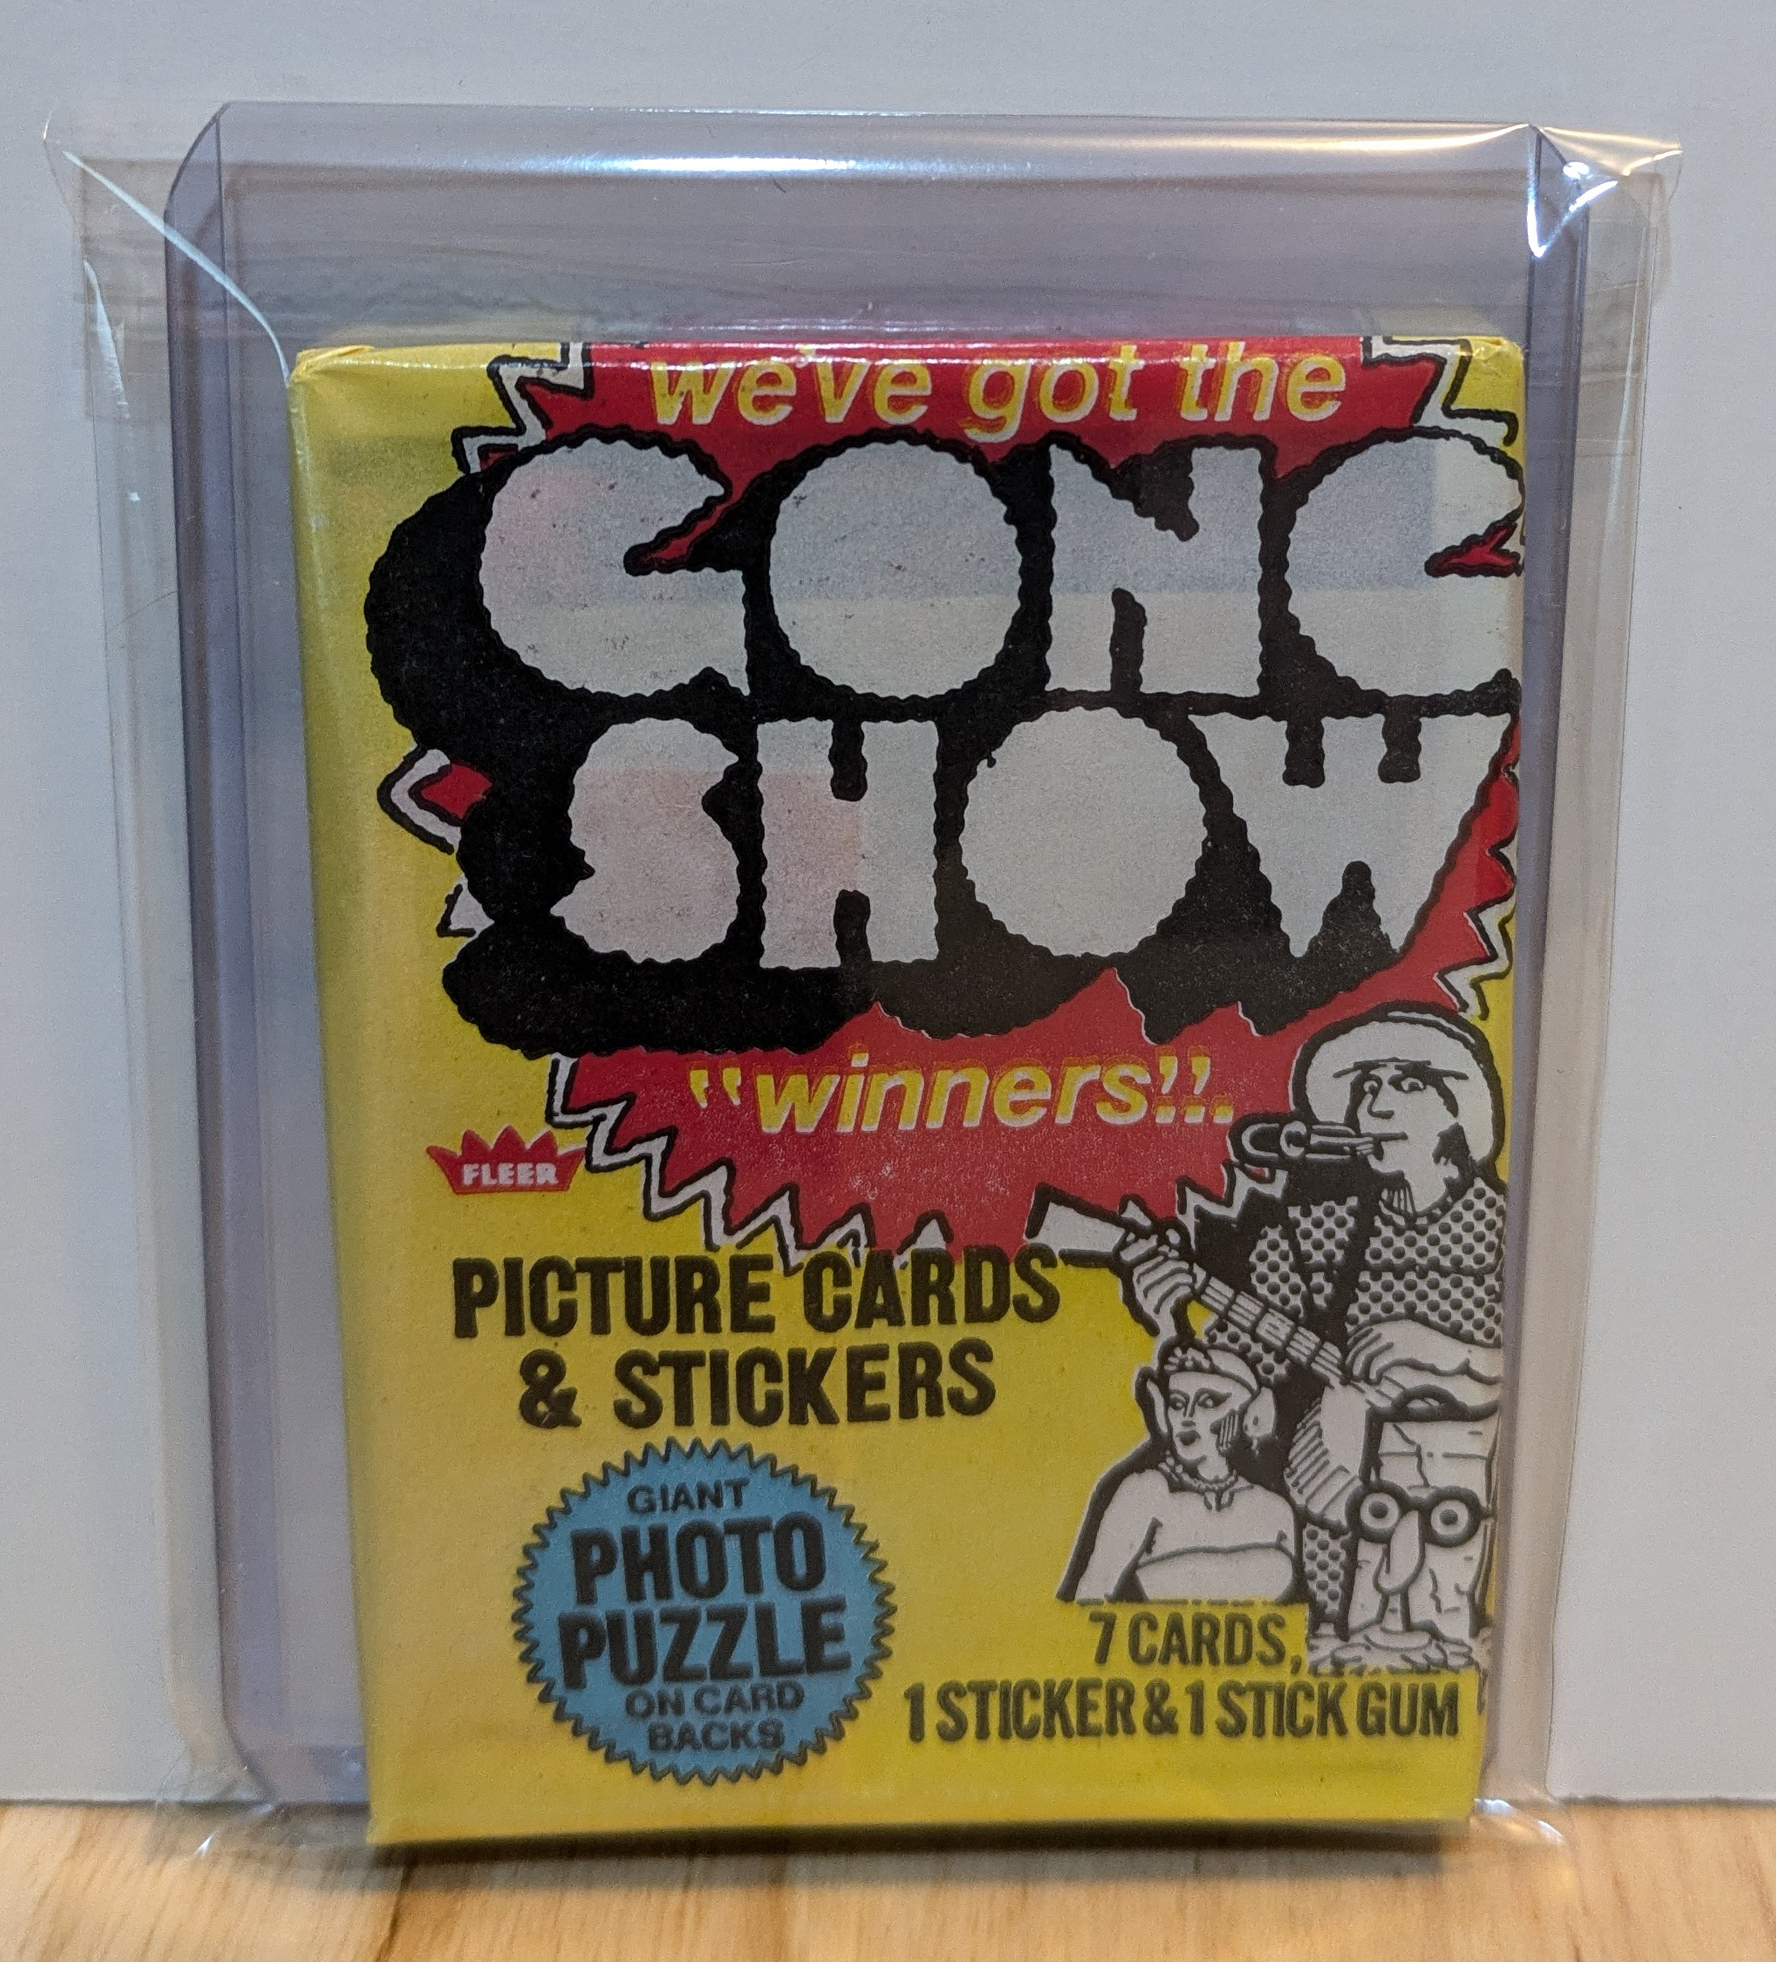 we've got the
GONG
SHOW
"winners!!.
FLEER
PICTURE CARDS
& STICKERS
GIANT
PHOTO
PUZZLE
ON CARD
BACKS
7 CARDS,
1 STICKER & 1 STICK GUM